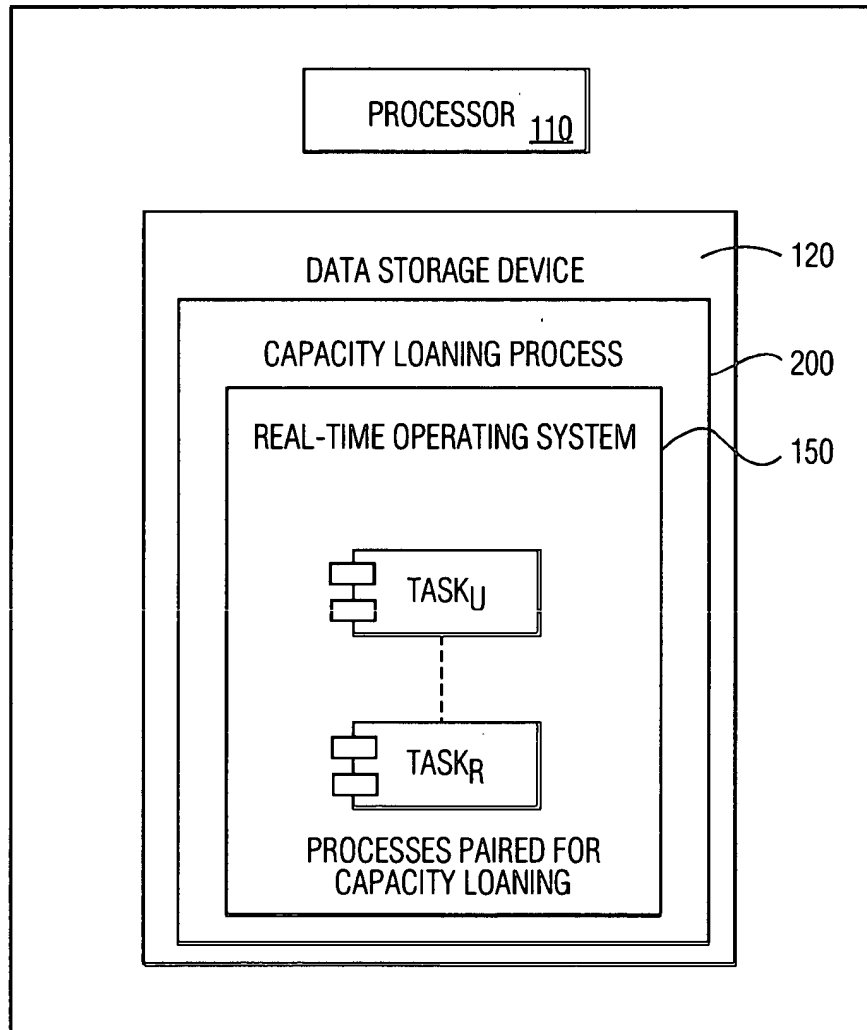 PROCESSOR 110
DATA STORAGE DEVICE
120
CAPACITY LOANING PROCESS
200
REAL-TIME OPERATING SYSTEM
150
TASKU
TASKR
PROCESSES PAIRED FOR
CAPACITY LOANING